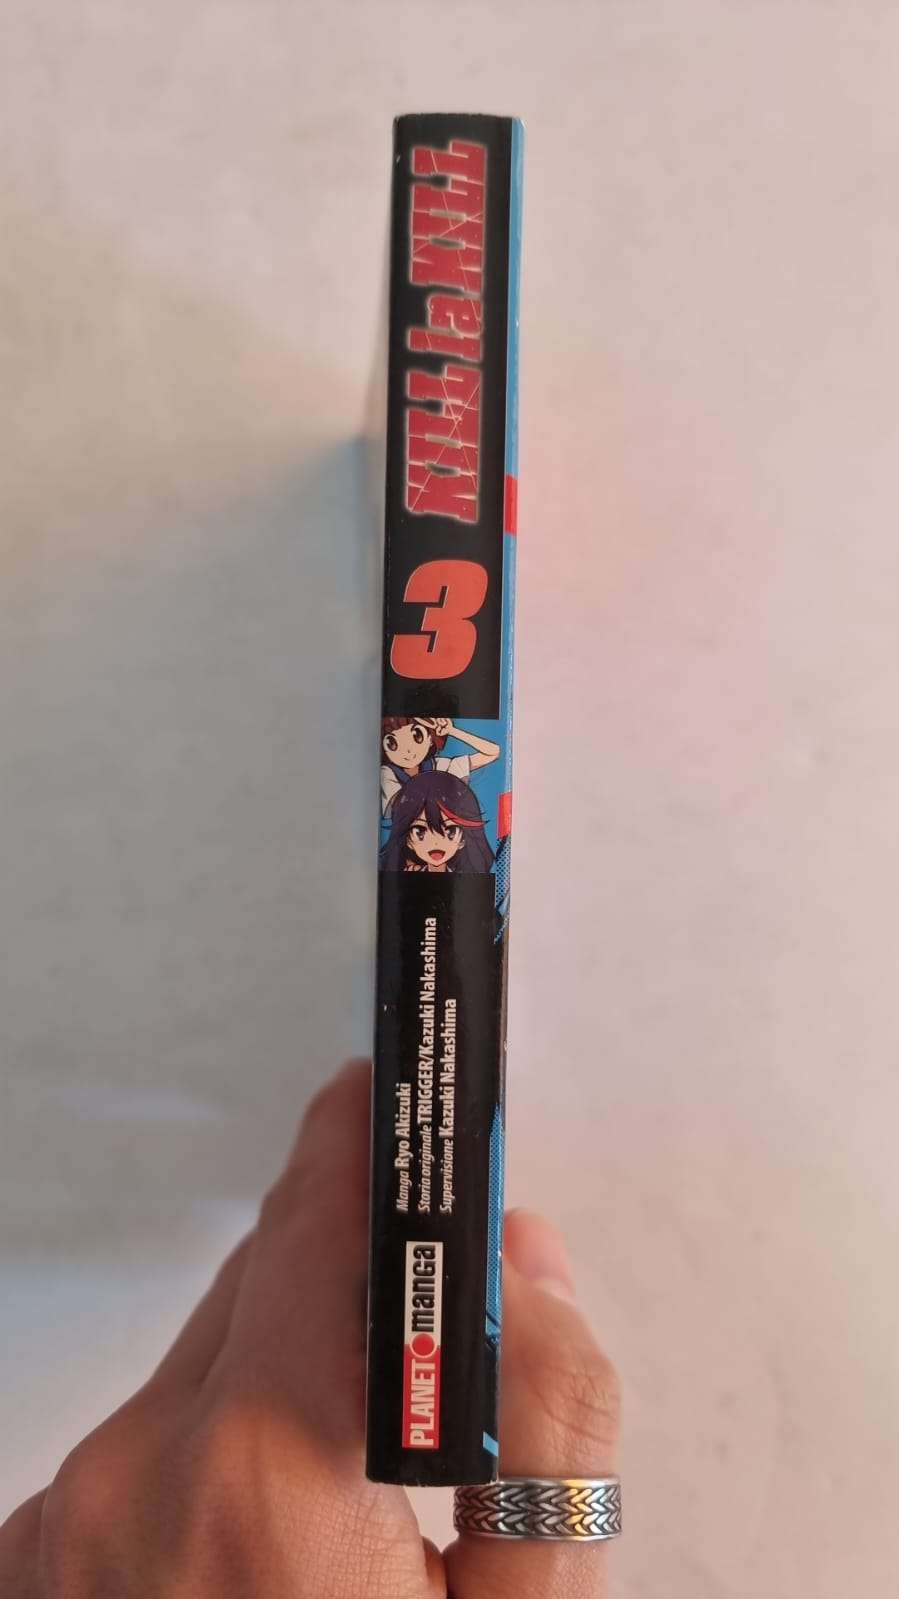 KILL la KILL
3
Manga Ryo Akizuki
Storia originale TRIGGER/Kazuki Nakashima
Supervisione Kazuki Nakashima
PLANET manga